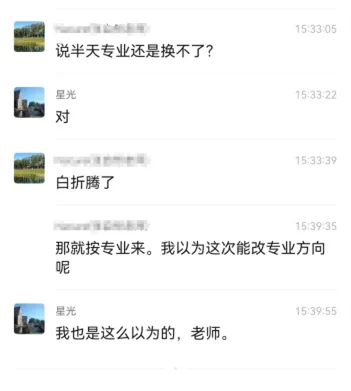 15:33:05
说半天专业还是换不了？
星光
15:33:22
对
15:33:39
白折腾了
15:39:35
那就按专业来。我以为这次能改专业方向
呢
星光
15:39:55
我也是这么以为的，老师。